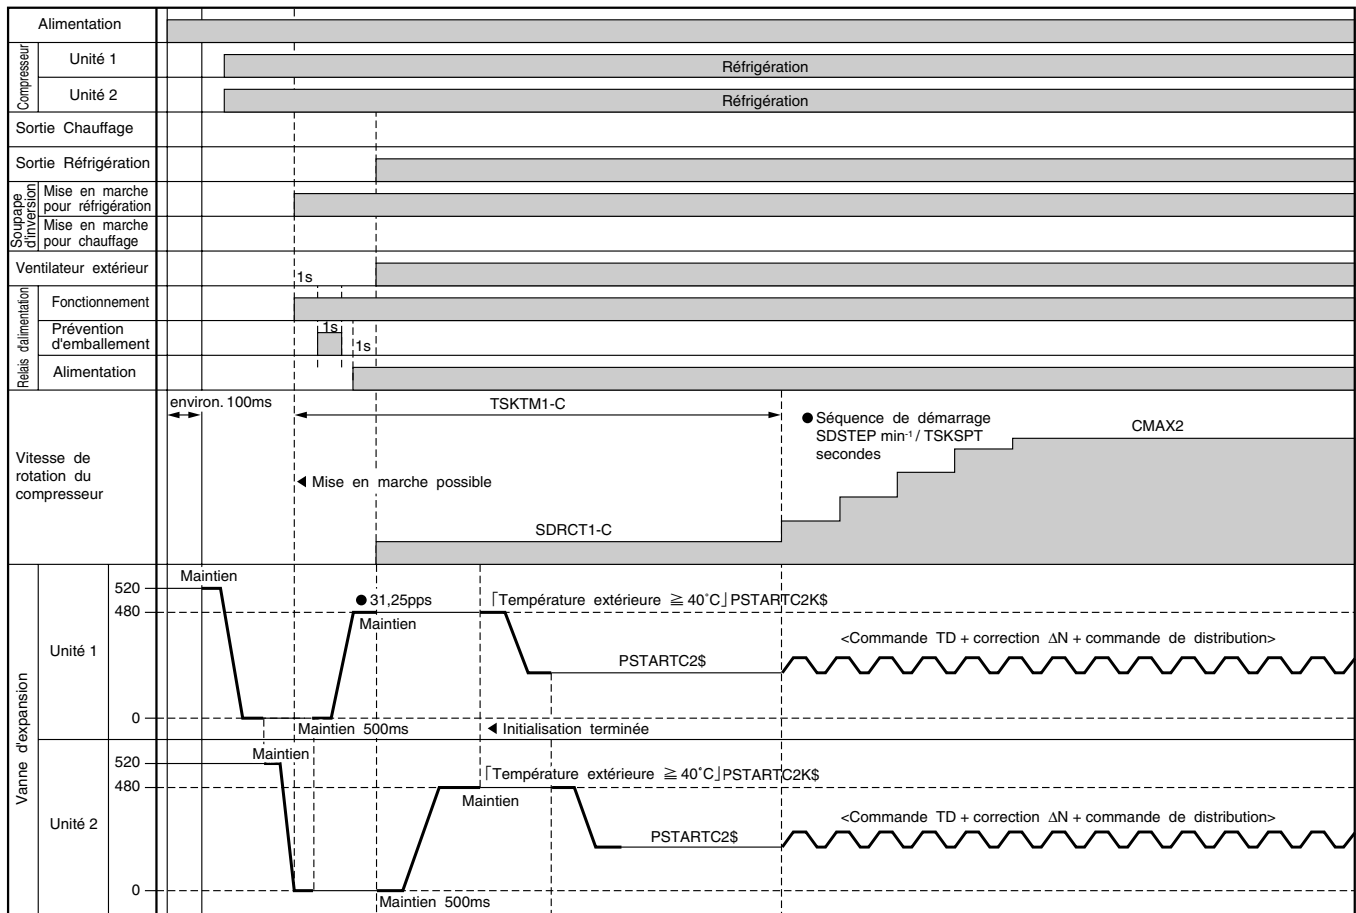 Alimentation
Compresseur
Unité 1
Réfrigération
Unité 2
Réfrigération
Sortie Chauffage
Sortie Réfrigération
Soupape
d'inversion
Mise en marche
pour réfrigération
Mise en marche
pour chauffage
Ventilateur extérieur
1s
Relais dalimentation
Fonctionnement
Prévention
d'emballement
1s
1s
Alimentation
environ. 100ms
TSKTM1-C
● Séquence de démarrage
SDSTEP min-1 / TSKSPT
secondes
CMAX2
Vitesse de
rotation du
compresseur
◀ Mise en marche possible
SDRCT1-C
Vanne d'expansion
Unité 1
520
480
0
Maintien
● 31,25pps
Maintien
「Température extérieure ≧ 40˚C」PSTARTC2K$
PSTARTC2$
<Commande TD + correction ΔN + commande de distribution>
Maintien 500ms
◀ Initialisation terminée
Unité 2
520
480
0
Maintien
「Température extérieure ≧ 40˚C」PSTARTC2K$
Maintien
PSTARTC2$
<Commande TD + correction ΔN + commande de distribution>
Maintien 500ms